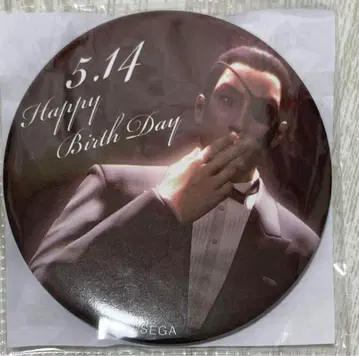 5.14
Happy
Birth Day
SEGA